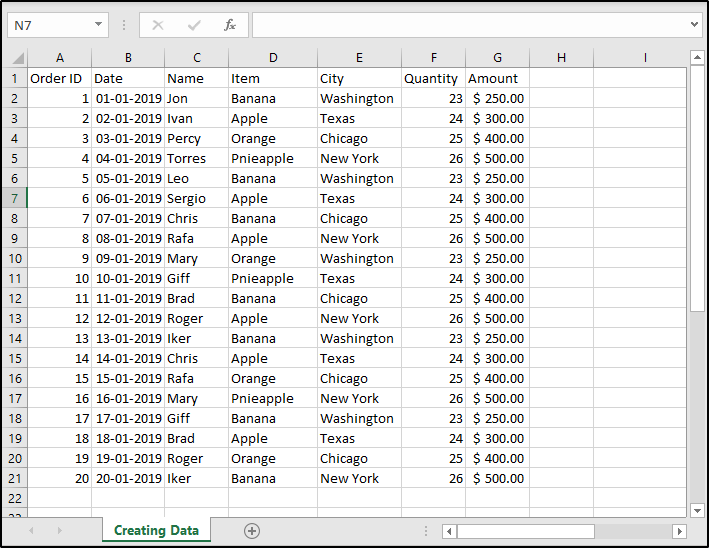 N7 fx
A B C D E F G H I
1 Order ID Date Name Item City Quantity Amount
2 1 01-01-2019 Jon Banana Washington 23 $ 250.00
3 2 02-01-2019 Ivan Apple Texas 24 $ 300.00
4 3 03-01-2019 Percy Orange Chicago 25 $ 400.00
5 4 04-01-2019 Torres Pnieapple New York 26 $ 500.00
6 5 05-01-2019 Leo Banana Washington 23 $ 250.00
7 6 06-01-2019 Sergio Apple Texas 24 $ 300.00
8 7 07-01-2019 Chris Banana Chicago 25 $ 400.00
9 8 08-01-2019 Rafa Apple New York 26 $ 500.00
10 9 09-01-2019 Mary Orange Washington 23 $ 250.00
11 10 10-01-2019 Giff Pnieapple Texas 24 $ 300.00
12 11 11-01-2019 Brad Banana Chicago 25 $ 400.00
13 12 12-01-2019 Roger Apple New York 26 $ 500.00
14 13 13-01-2019 Iker Banana Washington 23 $ 250.00
15 14 14-01-2019 Chris Apple Texas 24 $ 300.00
16 15 15-01-2019 Rafa Orange Chicago 25 $ 400.00
17 16 16-01-2019 Mary Pnieapple New York 26 $ 500.00
18 17 17-01-2019 Giff Banana Washington 23 $ 250.00
19 18 18-01-2019 Brad Apple Texas 24 $ 300.00
20 19 19-01-2019 Roger Orange Chicago 25 $ 400.00
21 20 20-01-2019 Iker Banana New York 26 $ 500.00
22
Creating Data